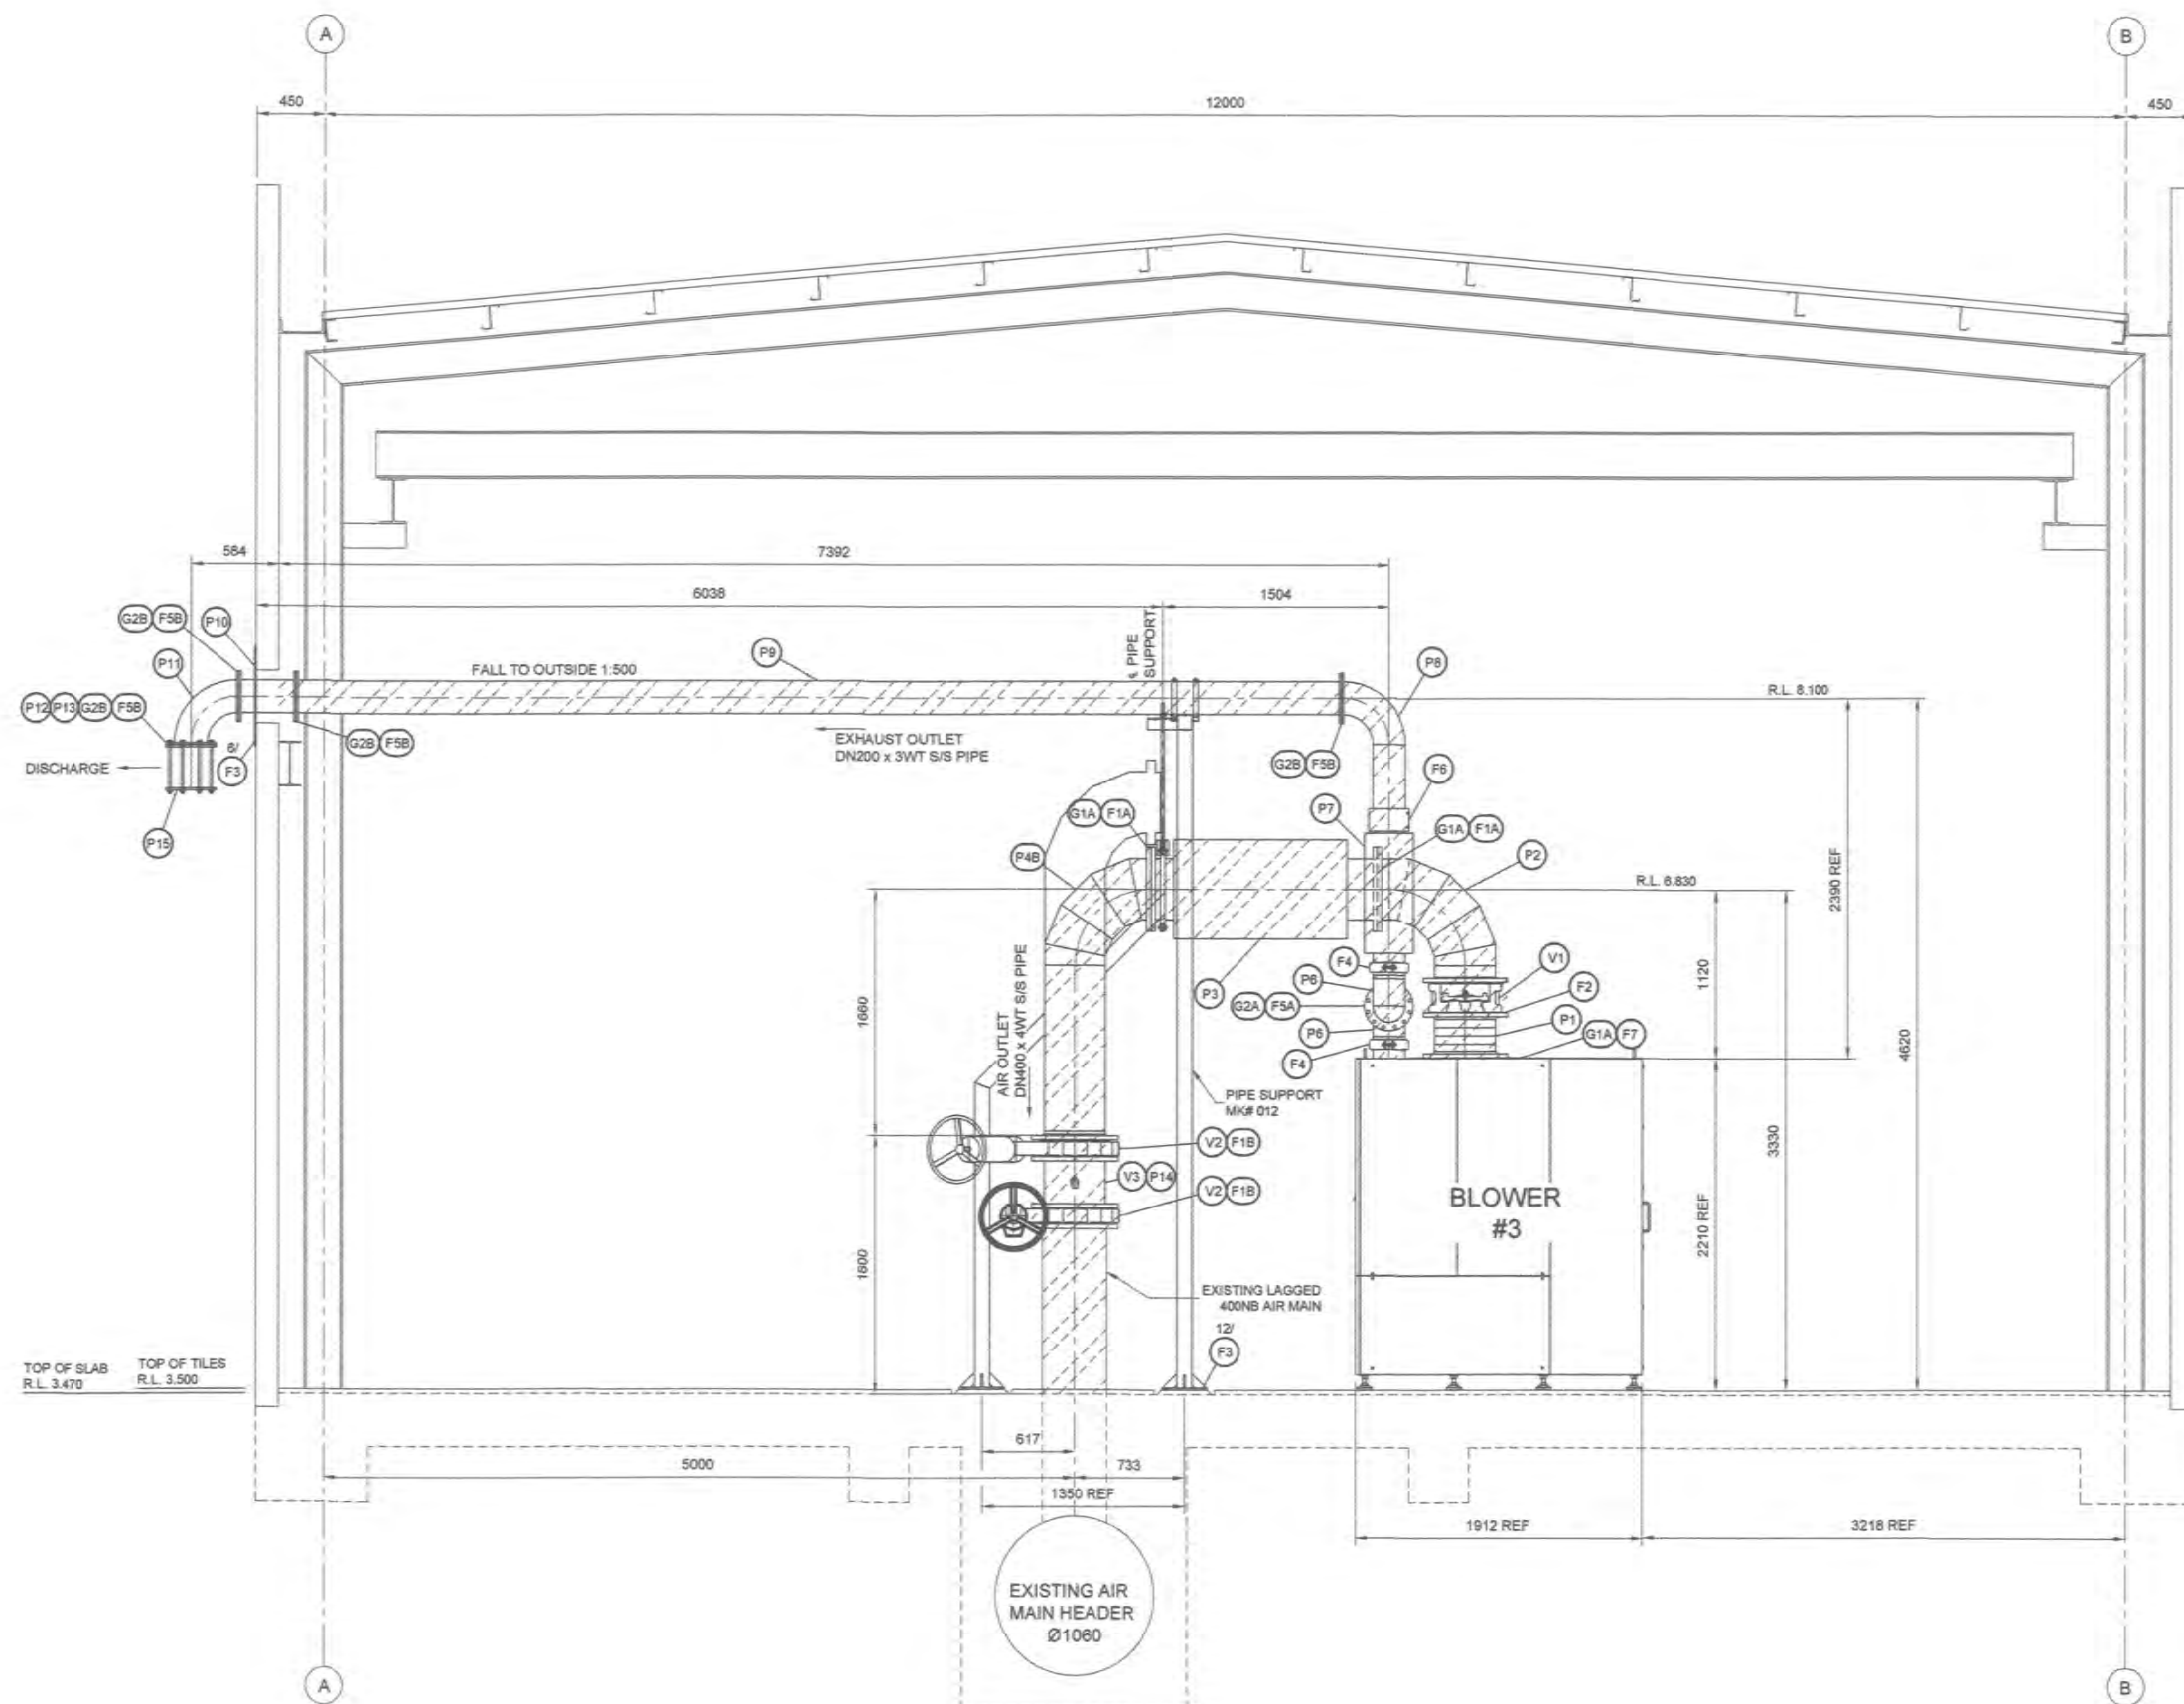 A
B
450
12000
450
584
7392
6038
1504
G2B F5B
P10
P9
℄ PIPE
SUPPORT
P8
P11
FALL TO OUTSIDE 1:500
R.L. 8.100
P12 P13 G2B F5B
G2B F5B
EXHAUST OUTLET
DN200 x 3WT S/S PIPE
G2B F5B
DISCHARGE
6/
F3
F6
P15
G1A F1A
P7
G1A F1A
P4B
P2
R.L. 6.830
2390 REF
F4
V1
P6
P3
F2
G2A F5A
1120
P1
P6
G1A F7
F4
1660
AIR OUTLET
DN400 x 4WT S/S PIPE
4620
PIPE SUPPORT
MK# 012
3330
V2 F1B
V3 P14
V2 F1B
BLOWER
#3
2210 REF
1800
EXISTING LAGGED
400NB AIR MAIN
12/
F3
TOP OF SLAB
R.L. 3.470
TOP OF TILES
R.L. 3.500
617
5000
733
1350 REF
1912 REF
3218 REF
EXISTING AIR
MAIN HEADER
Ø1060
A
B